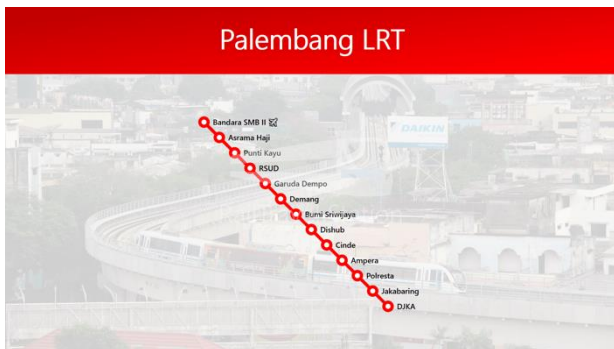 Palembang LRT
DAIKIN
Bandara SMB II
Asrama Haji
Punti Kayu
RSUD
Garuda Dempo
Demang
Bumi Sriwijaya
Dishub
Cinde
Ampera
Polresta
Jakabaring
DJKA